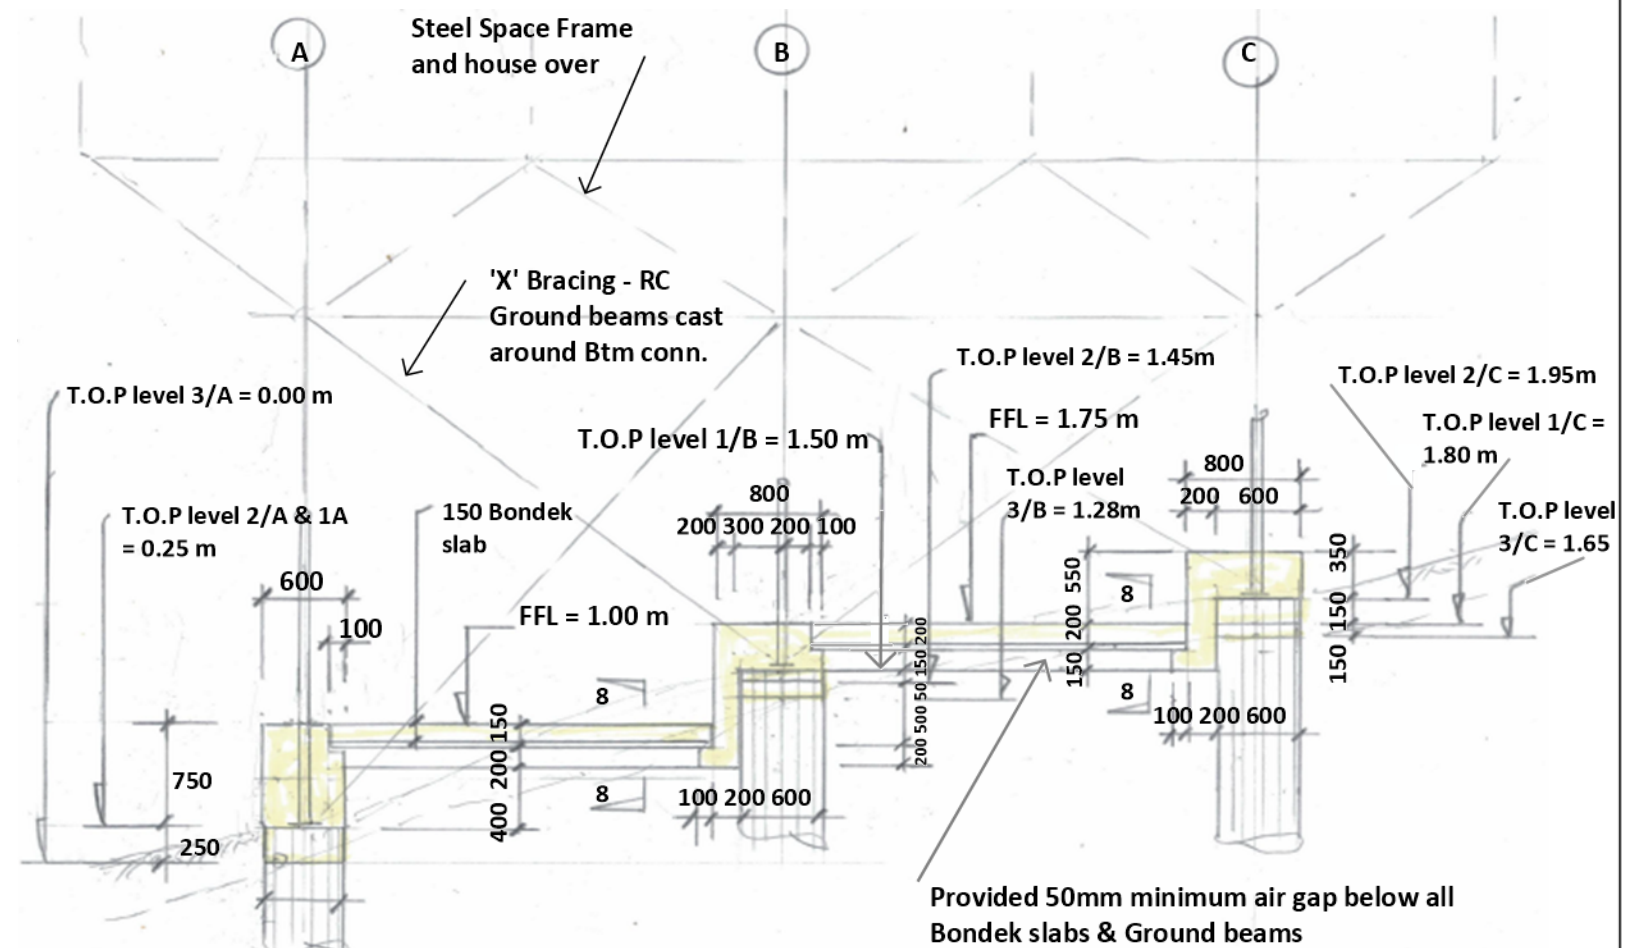 A
B
C
Steel Space Frame
and house over
'X' Bracing - RC
Ground beams cast
around Btm conn.
T.O.P level 3/A = 0.00 m
T.O.P level 2/A & 1A
= 0.25 m
150 Bondek
slab
T.O.P level 1/B = 1.50 m
T.O.P level 2/B = 1.45m
FFL = 1.75 m
T.O.P level
3/B = 1.28m
T.O.P level 2/C = 1.95m
T.O.P level 1/C =
1.80 m
T.O.P level
3/C = 1.65
800
200 600
800
200 300 200 100
600
100
FFL = 1.00 m
550
200
150
8
8
350
150
150
200
150
50
500
200
8
8
150
200
400
750
250
100 200 600
100 200 600
Provided 50mm minimum air gap below all
Bondek slabs & Ground beams